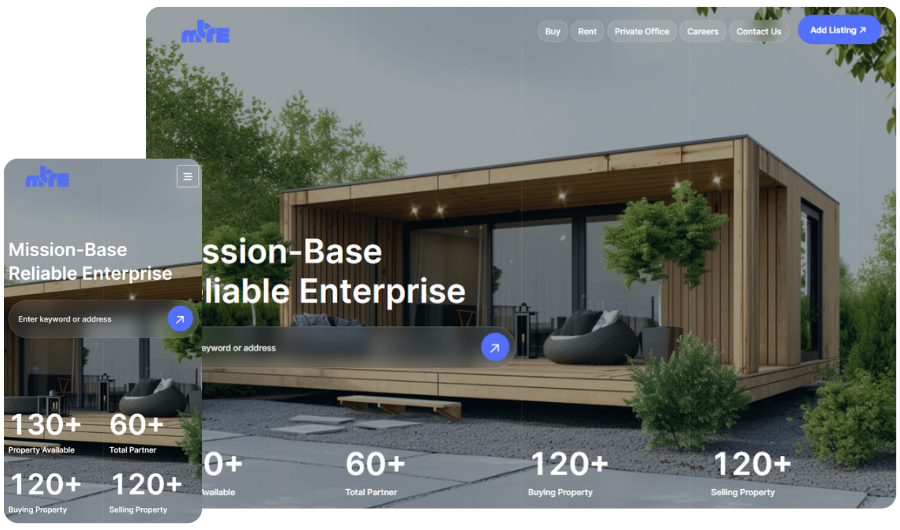 mbre
Buy
Rent
Private Office
Careers
Contact Us
Add Listing
ssion-Base
liable Enterprise
eyword or address
0+
60+
Total Partner
120+
Buying Property
120+
Selling Property
Available
Mission-Base
Reliable Enterprise
Enter keyword or address
130+
60+
Property Available
Total Partner
120+
120+
Buying Property
Selling Property